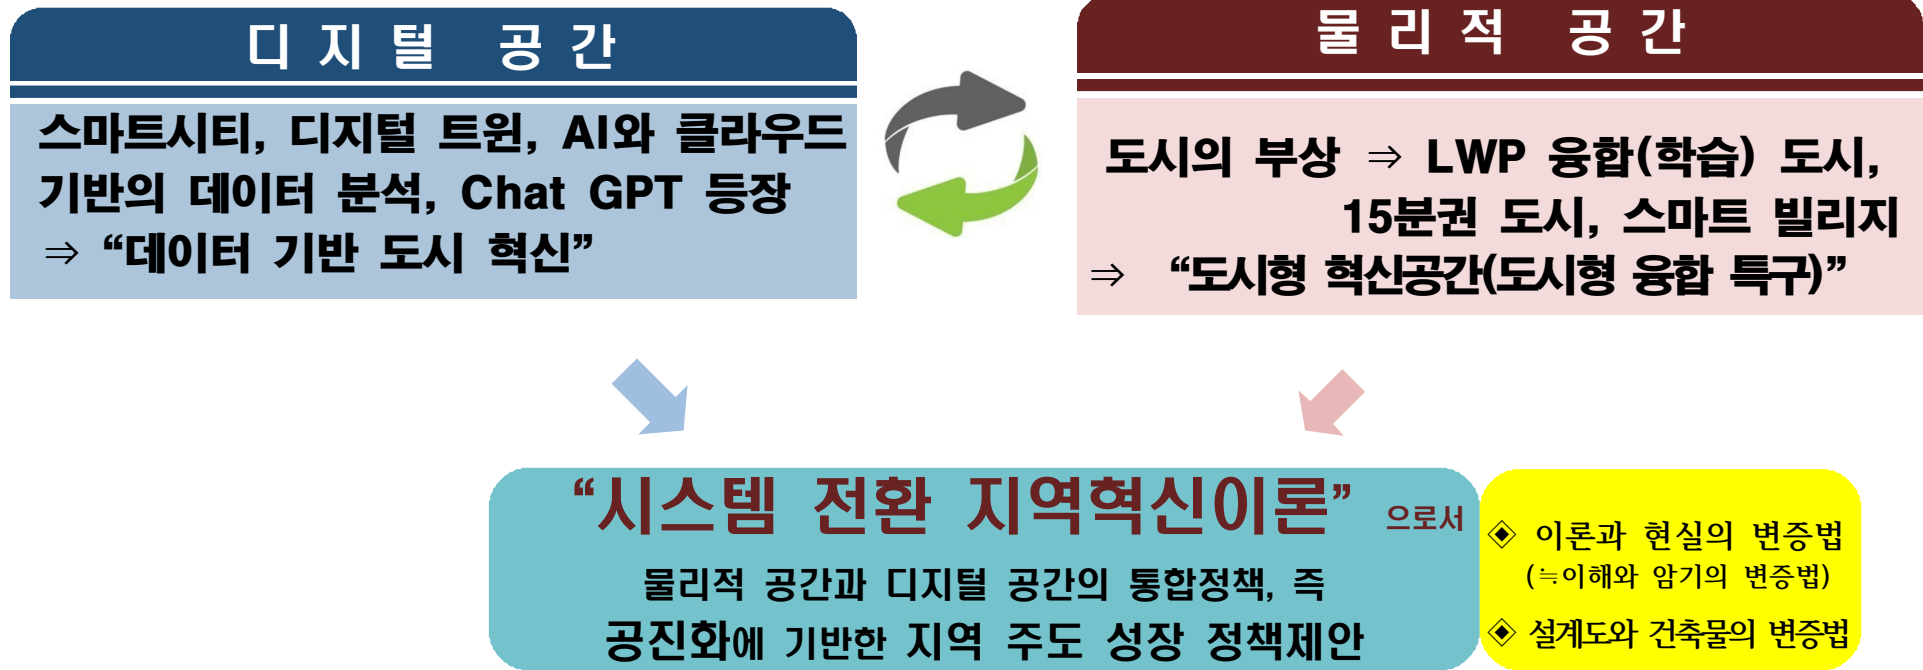 디 지 털 공 간
스마트시티, 디지털 트윈, AI와 클라우드
기반의 데이터 분석, Chat GPT 등장
⇒ “데이터 기반 도시 혁신”
물 리 적 공 간
도시의 부상 ⇒ LWP 융합(학습) 도시,
15분권 도시, 스마트 빌리지
⇒ “도시형 혁신공간(도시형 융합 특구)”
“시스템 전환 지역혁신이론” 으로서
물리적 공간과 디지털 공간의 통합정책, 즉
공진화에 기반한 지역 주도 성장 정책제안
◈ 이론과 현실의 변증법
(≒이해와 암기의 변증법)
◈ 설계도와 건축물의 변증법